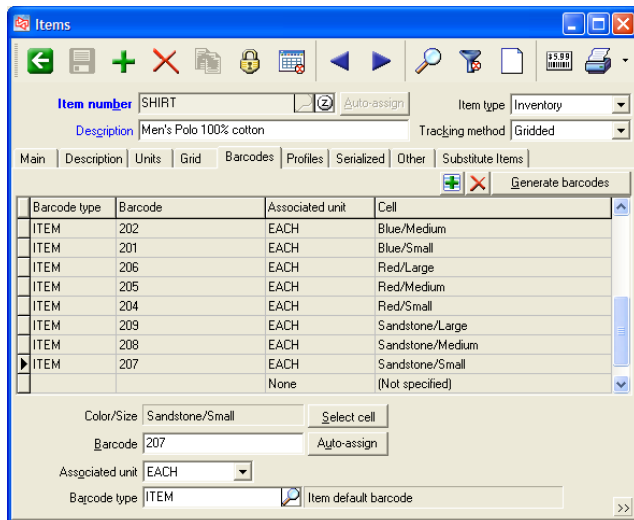 Items
35.99
Item number SHIRT Z Auto-assign Item type Inventory
Description Men's Polo 100% cotton Tracking method Gridded
Main Description Units Grid Barcodes Profiles Serialized Other Substitute Items
Generate barcodes
Barcode type Barcode Associated unit Cell
ITEM 202 EACH Blue/Medium
ITEM 201 EACH Blue/Small
ITEM 206 EACH Red/Large
ITEM 205 EACH Red/Medium
ITEM 204 EACH Red/Small
ITEM 209 EACH Sandstone/Large
ITEM 208 EACH Sandstone/Medium
ITEM 207 EACH Sandstone/Small
None (Not specified)
Color/Size Sandstone/Small Select cell
Barcode 207 Auto-assign
Associated unit EACH
Barcode type ITEM Item default barcode
>>